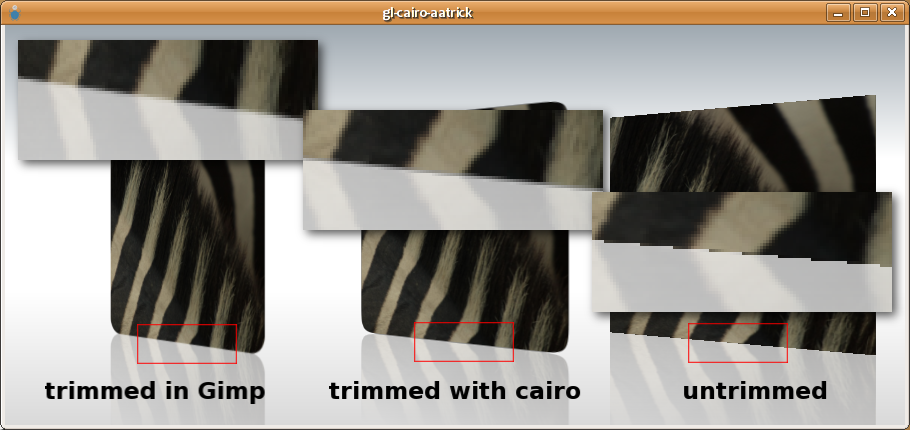 gl-cairo-aatrick
trimmed in Gimp
trimmed with cairo
untrimmed